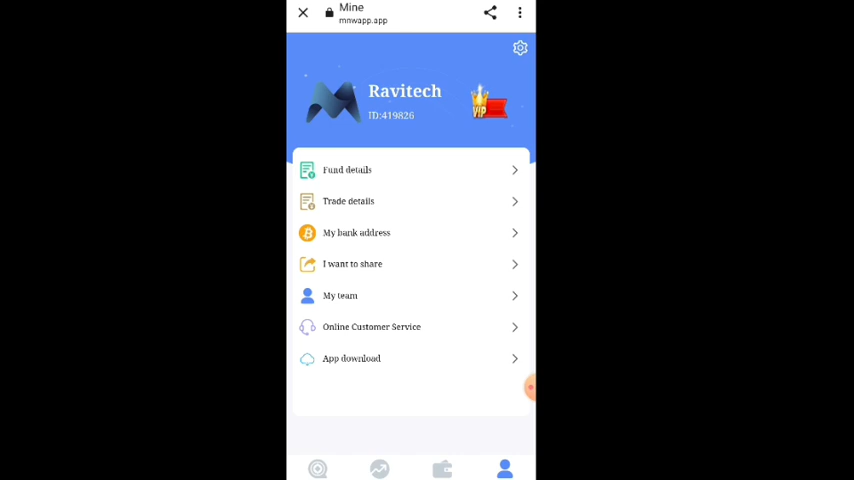 Mine
mnwapp.app
Ravitech
ID:419826
VIP
Fund details
Trade details
My bank address
I want to share
My team
Online Customer Service
App download